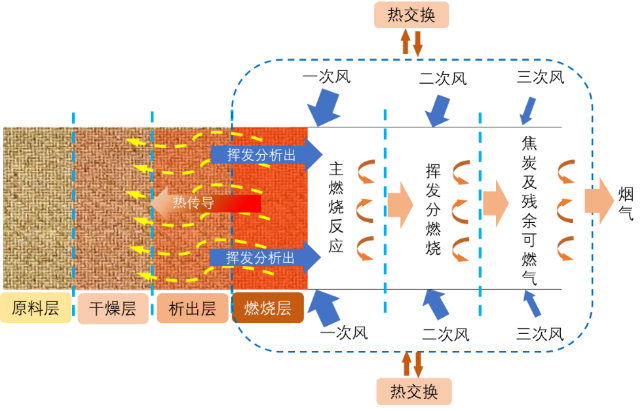 热交换
一次风
二次风
三次风
挥发分析出
热传导
挥发分析出
主燃烧反应
挥发分燃烧
焦炭及残余可燃气
烟气
原料层
干燥层
析出层
燃烧层
一次风
二次风
三次风
热交换